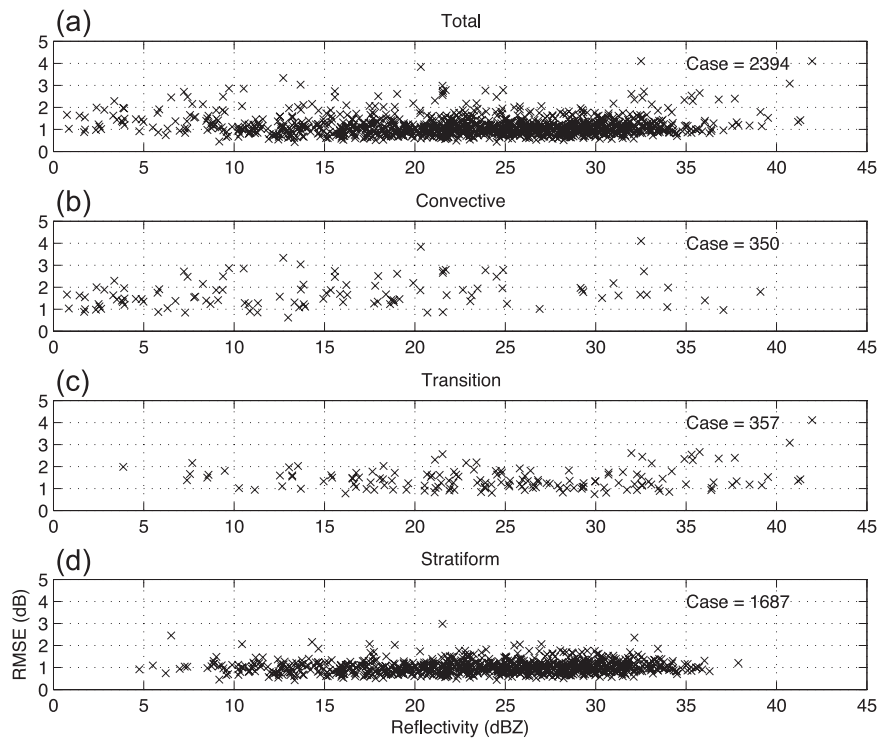 (a)
Total
5
4
3
2
1
0
Case = 2394
0 5 10 15 20 25 30 35 40 45
(b)
Convective
5
4
3
2
1
0
Case = 350
0 5 10 15 20 25 30 35 40 45
(c)
Transition
5
4
3
2
1
0
Case = 357
0 5 10 15 20 25 30 35 40 45
(d)
Stratiform
RMSE (dB)
5
4
3
2
1
0
Case = 1687
0 5 10 15 20 25 30 35 40 45
Reflectivity (dBZ)